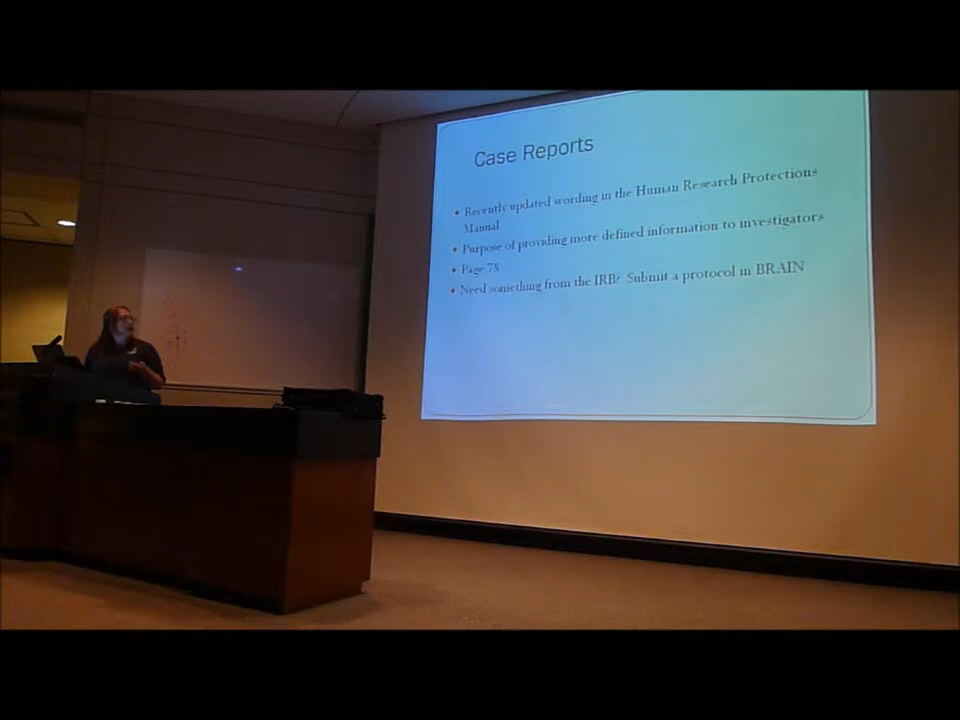 Case Reports
• Recently updated wording in the Human Research Protections
Manual
• Purpose of providing more defined information to investigators
• Page 78
• Need something from the IRB? Submit a protocol in BRAIN